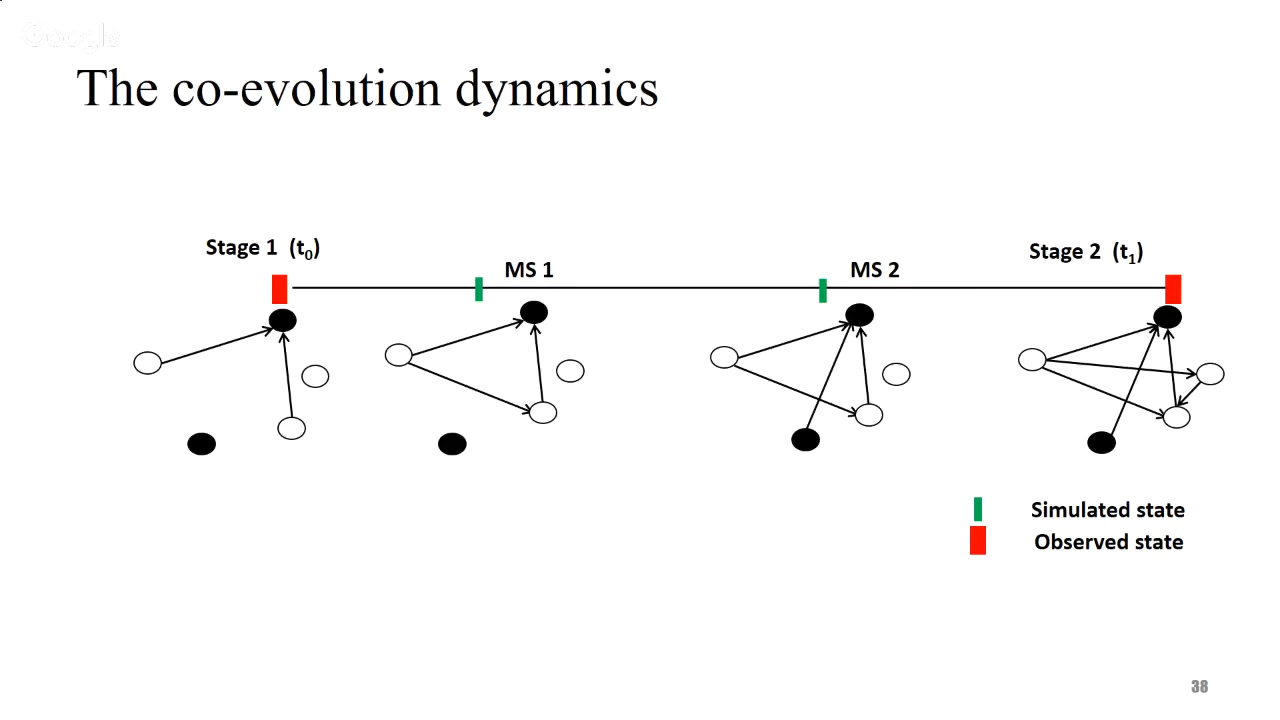 Google
The co-evolution dynamics
Stage 1 (t0)
MS 1
MS 2
Stage 2 (t1)
Simulated state
Observed state
38